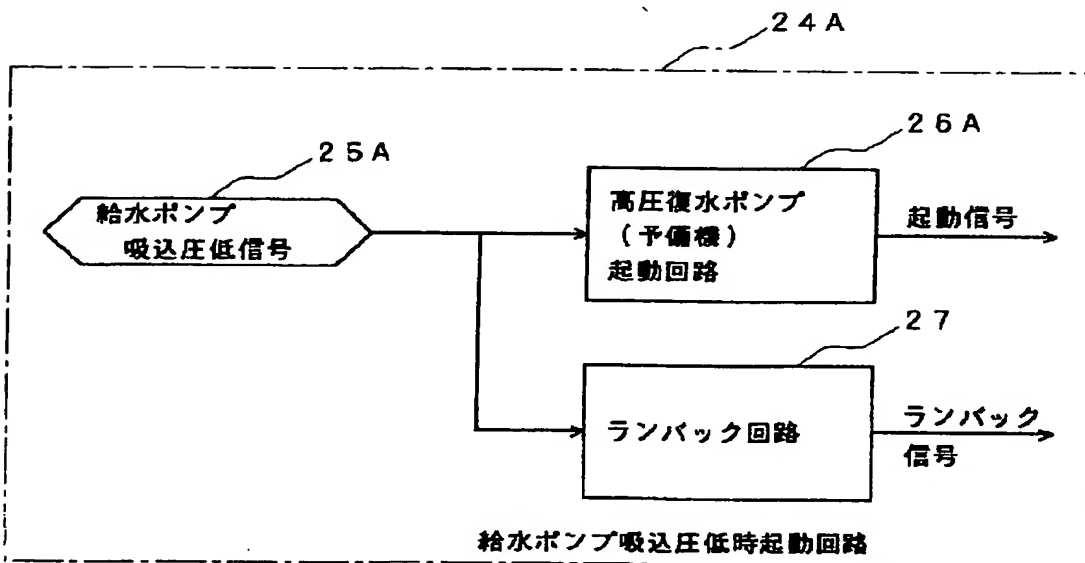 24A
25A
給水ポンプ
吸込圧低信号
26A
高圧復水ポンプ
(予備機)
起動回路
起動信号
27
ランバック回路
ランバック
信号
給水ポンプ吸込圧低時起動回路